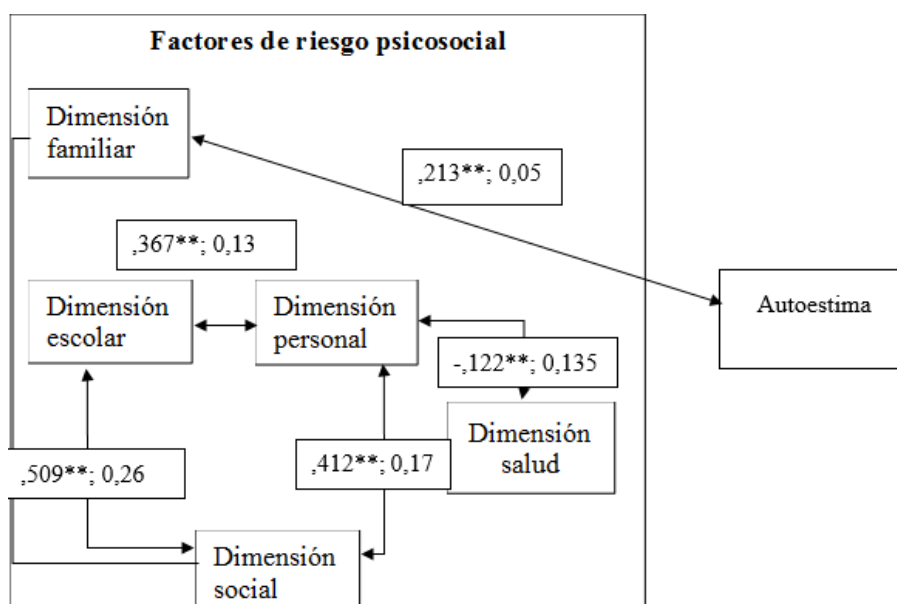 Factores de riesgo psicosocial
Dimensión
familiar
,213**; 0,05
,367**; 0,13
Dimensión
escolar
Dimensión
personal
Autoestima
-,122**; 0,135
Dimensión
salud
,412**; 0,17
,509**; 0,26
Dimensión
social